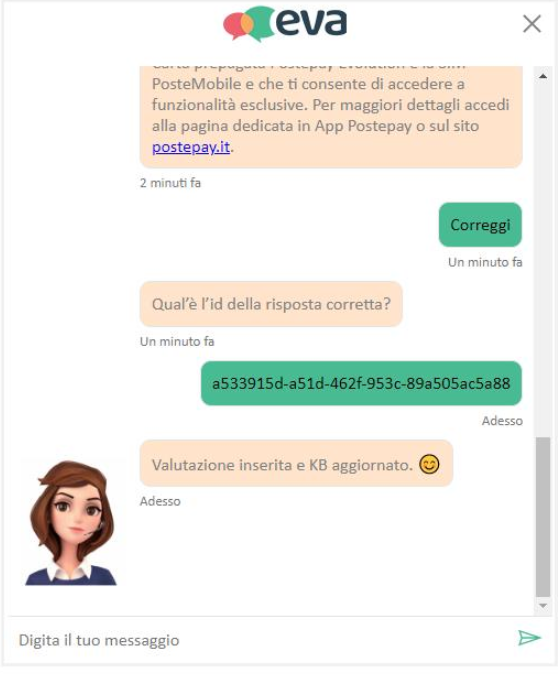 eva
PosteMobile e che ti consente di accedere a
funzionalità esclusive. Per maggiori dettagli accedi
alla pagina dedicata in App Postepay o sul sito
postepay.it.
2 minuti fa
Correggi
Un minuto fa
Qual’è l’id della risposta corretta?
Un minuto fa
a533915d-a51d-462f-953c-89a505ac5a88
Adesso
Valutazione inserita e KB aggiornato. 😊
Adesso
Digita il tuo messaggio